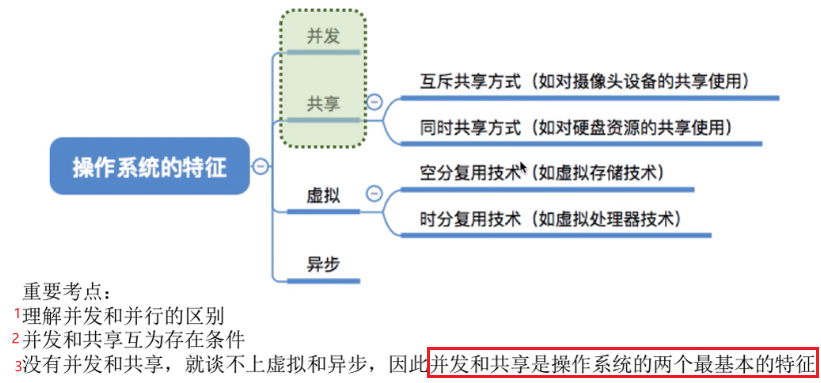 并发
共享
互斥共享方式（如对摄像头设备的共享使用）
同时共享方式（如对硬盘资源的共享使用）
操作系统的特征
虚拟
空分复用技术（如虚拟存储技术）
时分复用技术（如虚拟处理器技术）
异步
重要考点：
1理解并发和并行的区别
2并发和共享互为存在条件
3没有并发和共享，就谈不上虚拟和异步，因此并发和共享是操作系统的两个最基本的特征